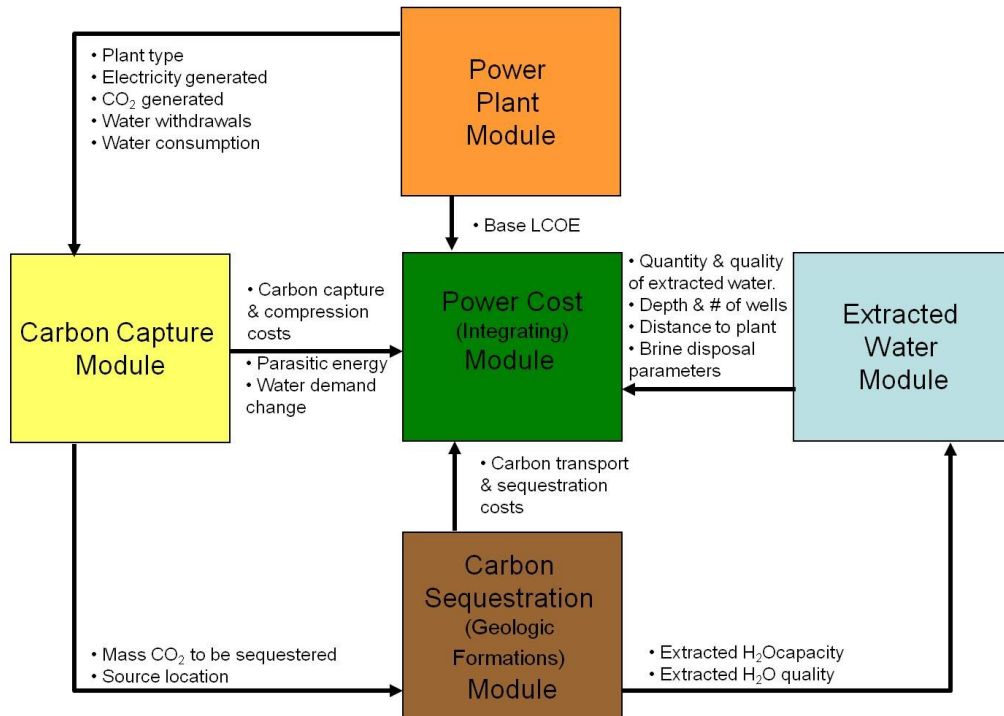 • Plant type
• Electricity generated
• CO₂ generated
• Water withdrawals
• Water consumption
Power
Plant
Module
• Base LCOE
Carbon Capture
Module
• Carbon capture
& compression
costs
• Parasitic energy
• Water demand
change
Power Cost
(Integrating)
Module
• Quantity & quality
of extracted water.
• Depth & # of wells
• Distance to plant
• Brine disposal
parameters
Extracted
Water
Module
• Carbon transport
& sequestration
costs
• Mass CO₂ to be sequestered
• Source location
Carbon
Sequestration
(Geologic
Formations)
Module
• Extracted H₂Ocapacity
• Extracted H₂O quality